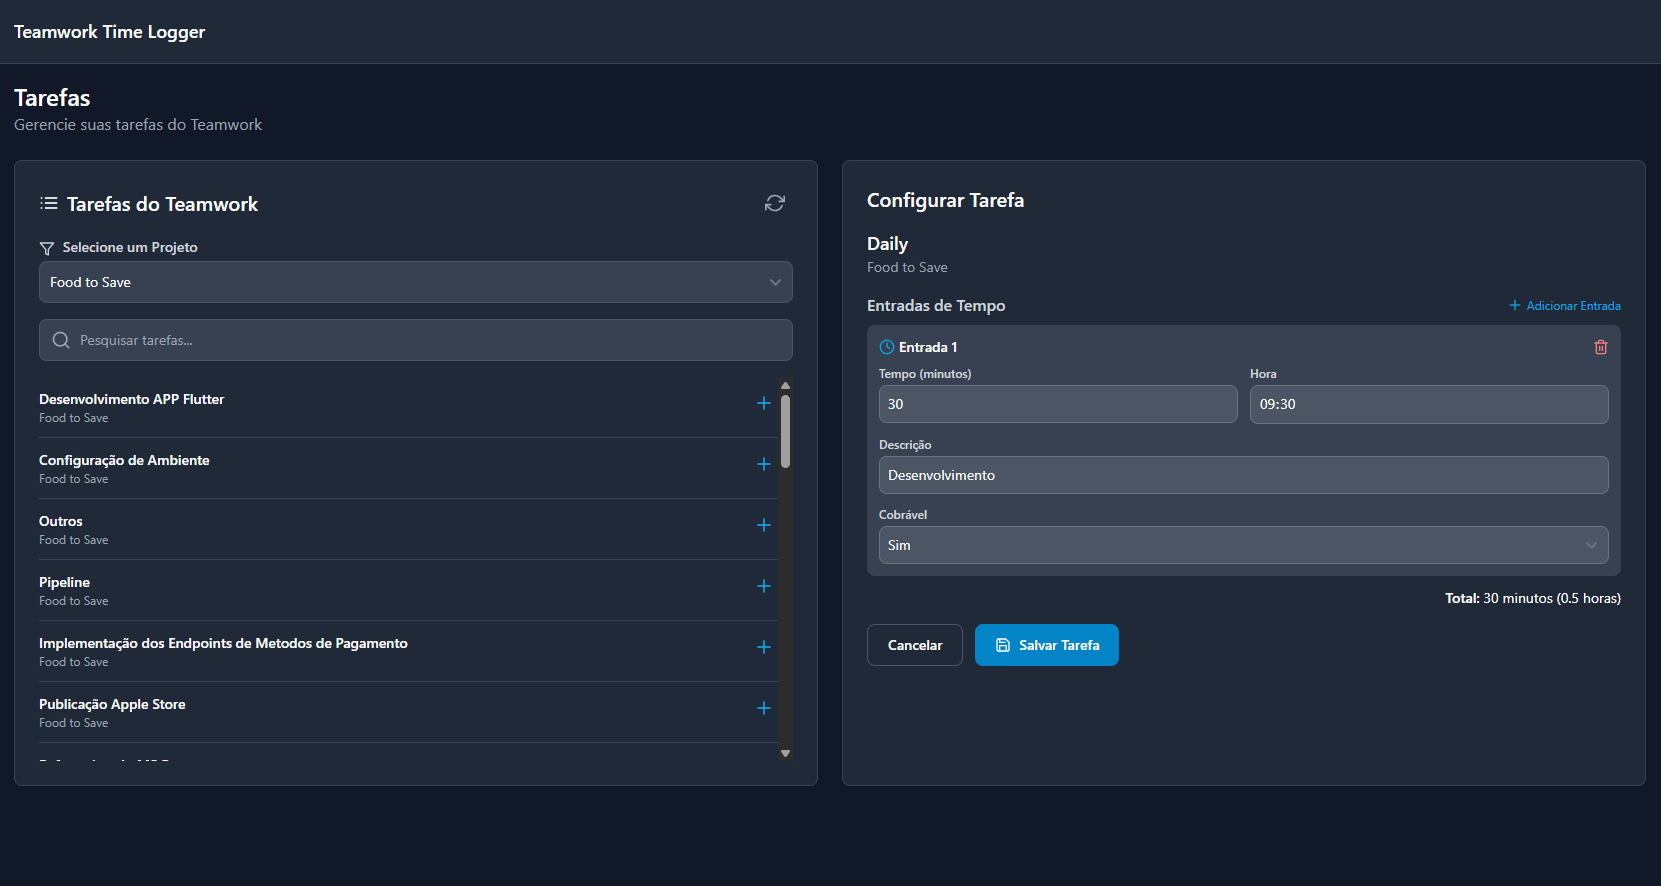 Teamwork Time Logger
Tarefas
Gerencie suas tarefas do Teamwork
Tarefas do Teamwork
Selecione um Projeto
Food to Save
Pesquisar tarefas...
Desenvolvimento APP Flutter
Food to Save
Configuração de Ambiente
Food to Save
Outros
Food to Save
Pipeline
Food to Save
Implementação dos Endpoints de Metodos de Pagamento
Food to Save
Publicação Apple Store
Food to Save
Configurar Tarefa
Daily
Food to Save
Entradas de Tempo
Adicionar Entrada
Entrada 1
Tempo (minutos)
Hora
30
09:30
Descrição
Desenvolvimento
Cobrável
Sim
Total: 30 minutos (0.5 horas)
Cancelar
Salvar Tarefa